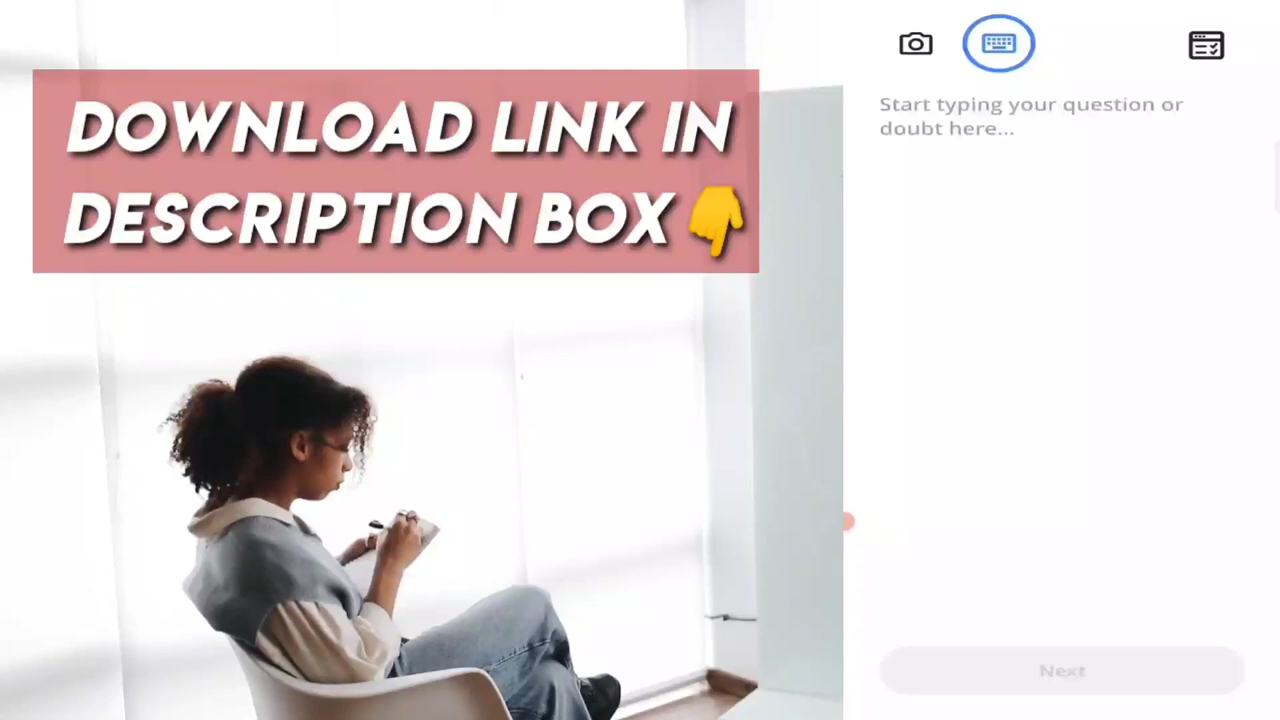 DOWNLOAD LINK IN
DESCRIPTION BOX👇
Start typing your question or
doubt here...
Next